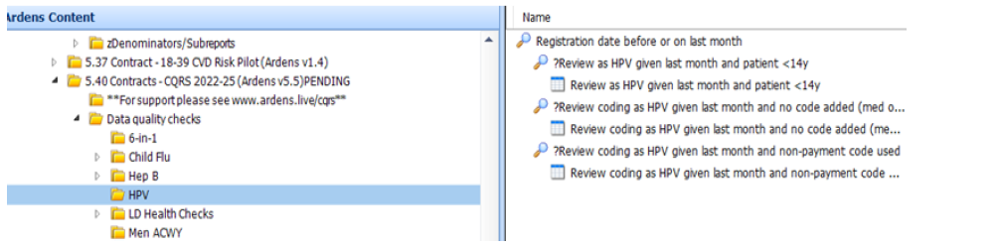 Ardens Content
zDenominators/Subreports
5.37 Contract - 18-39 CVD Risk Pilot (Ardens v1.4)
5.40 Contracts - CQRS 2022-25 (Ardens v5.5)PENDING
**For support please see www.ardens.live/cqrs**
Data quality checks
6-in-1
Child Flu
Hep B
HPV
LD Health Checks
Men ACWY
Name
Registration date before or on last month
?Review as HPV given last month and patient <14y
Review as HPV given last month and patient <14y
?Review coding as HPV given last month and no code added (med o...
Review coding as HPV given last month and no code added (me...
?Review coding as HPV given last month and non-payment code used
Review coding as HPV given last month and non-payment code ...